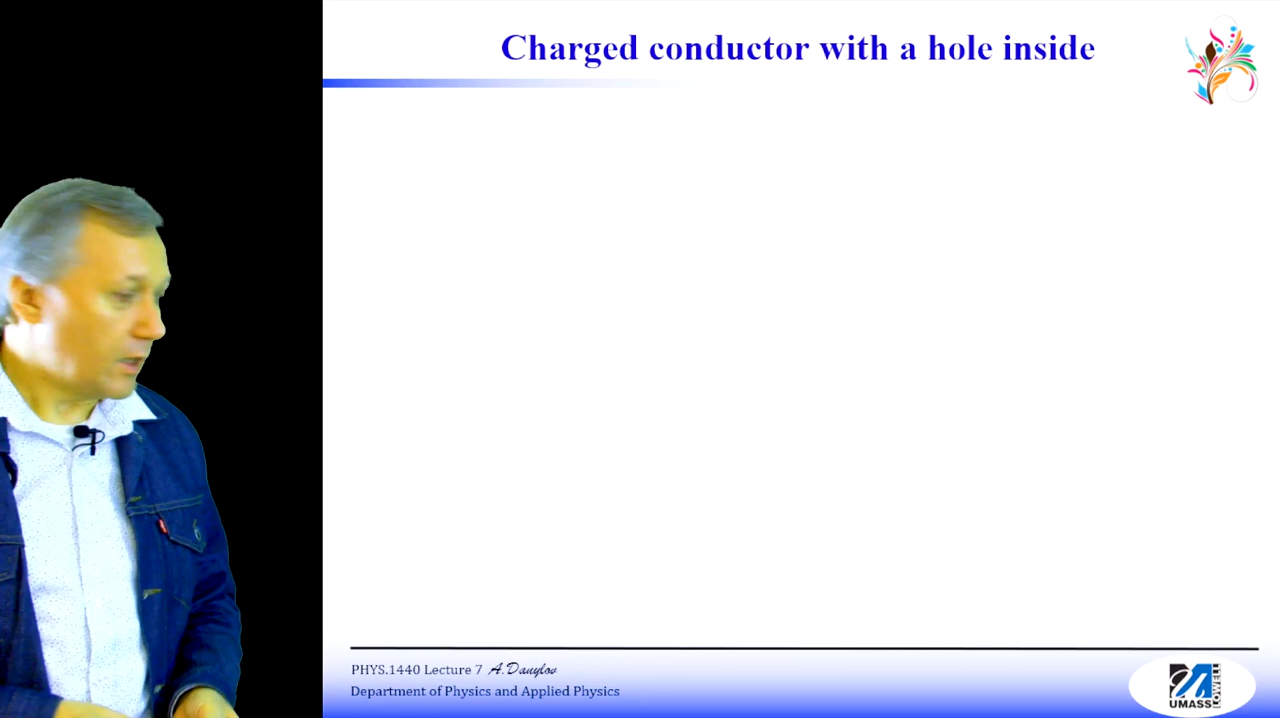 Charged conductor with a hole inside
PHYS.1440 Lecture 7 A.Danylov
Department of Physics and Applied Physics
UMASS
LOWELL